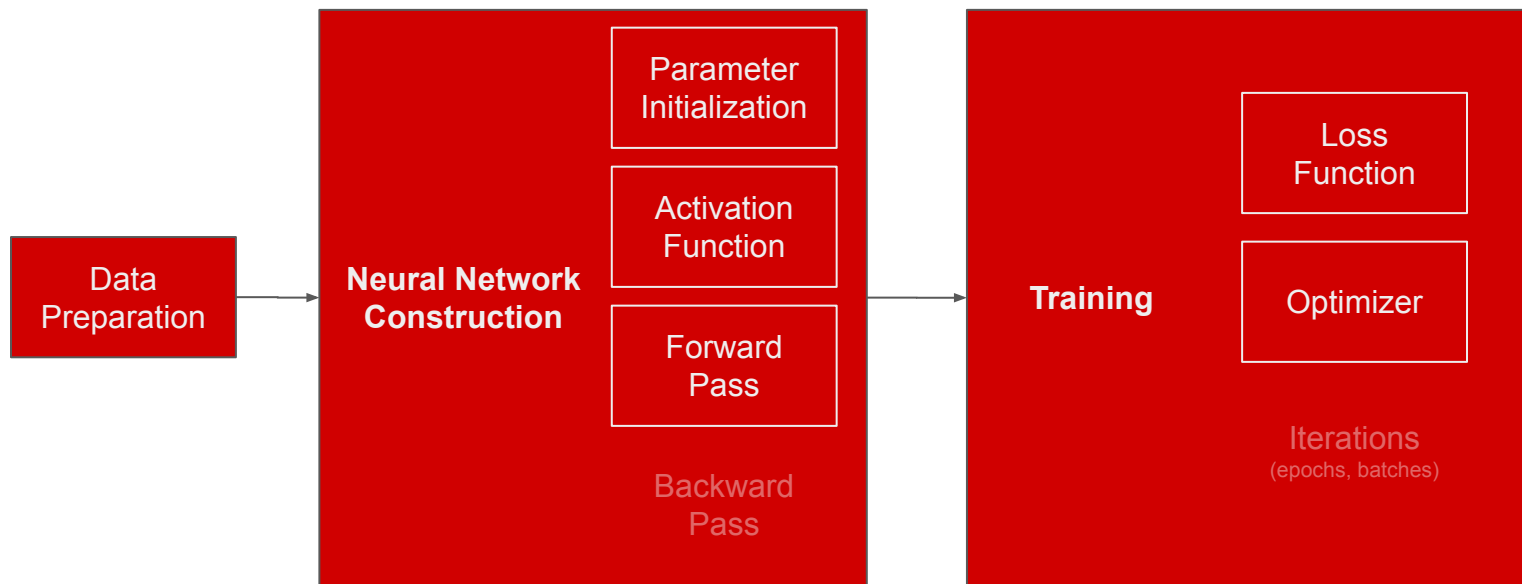 Data
Preparation
Neural Network
Construction
Parameter
Initialization
Activation
Function
Forward
Pass
Backward
Pass
Training
Loss
Function
Optimizer
Iterations
(epochs, batches)